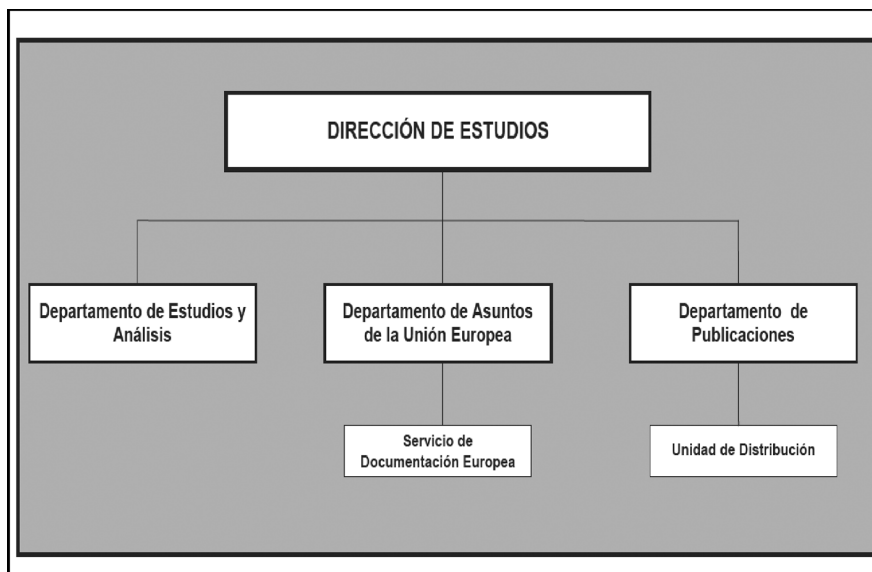 DIRECCIÓN DE ESTUDIOS
Departamento de Estudios y
Análisis
Departamento de Asuntos
de la Unión Europea
Departamento de
Publicaciones
Servicio de
Documentación Europea
Unidad de Distribución